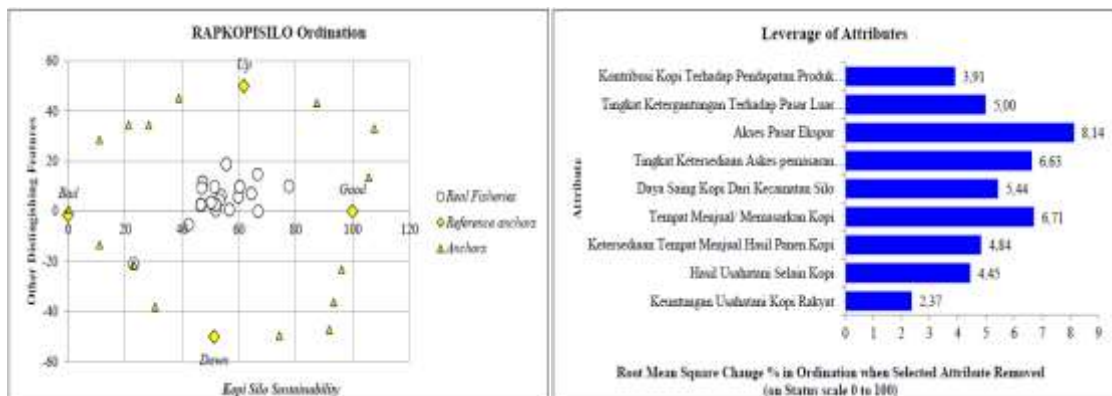 RAPKOPISILO Ordination
60
Up
40
20
Bad
Good
0
0 20 40 60 80 100 120
-20
-40
Down
-60
Other Distingishing Features
Kopi Silo Sustainability
Real Fisheries
Reference anchors
Anchors
Leverage of Attributes
Attribute
Kontribusi Kopi Terhadap Pendapatan Produk... 3,91
Tingkat Ketergantungan Terhadap Pasar Luar 5,00
Akses Pasar Ekspor 8,14
Tingkat Ketersediaan Askes pemasaran... 6,63
Daya Saing Kopi Dari Kecamatan Silo 5,44
Tempat Menjual/ Memasarkan Kopi 6,71
Ketersediaan Tempat Menjual Hasil Panen Kopi 4,84
Hasil Usahatani Selain Kopi 4,45
Keuntungan Usahatani Kopi Rakyat 2,37
0 1 2 3 4 5 6 7 8 9
Root Mean Square Change % in Ordination when Selected Attribute Removed
(on Status scale 0 to 100)